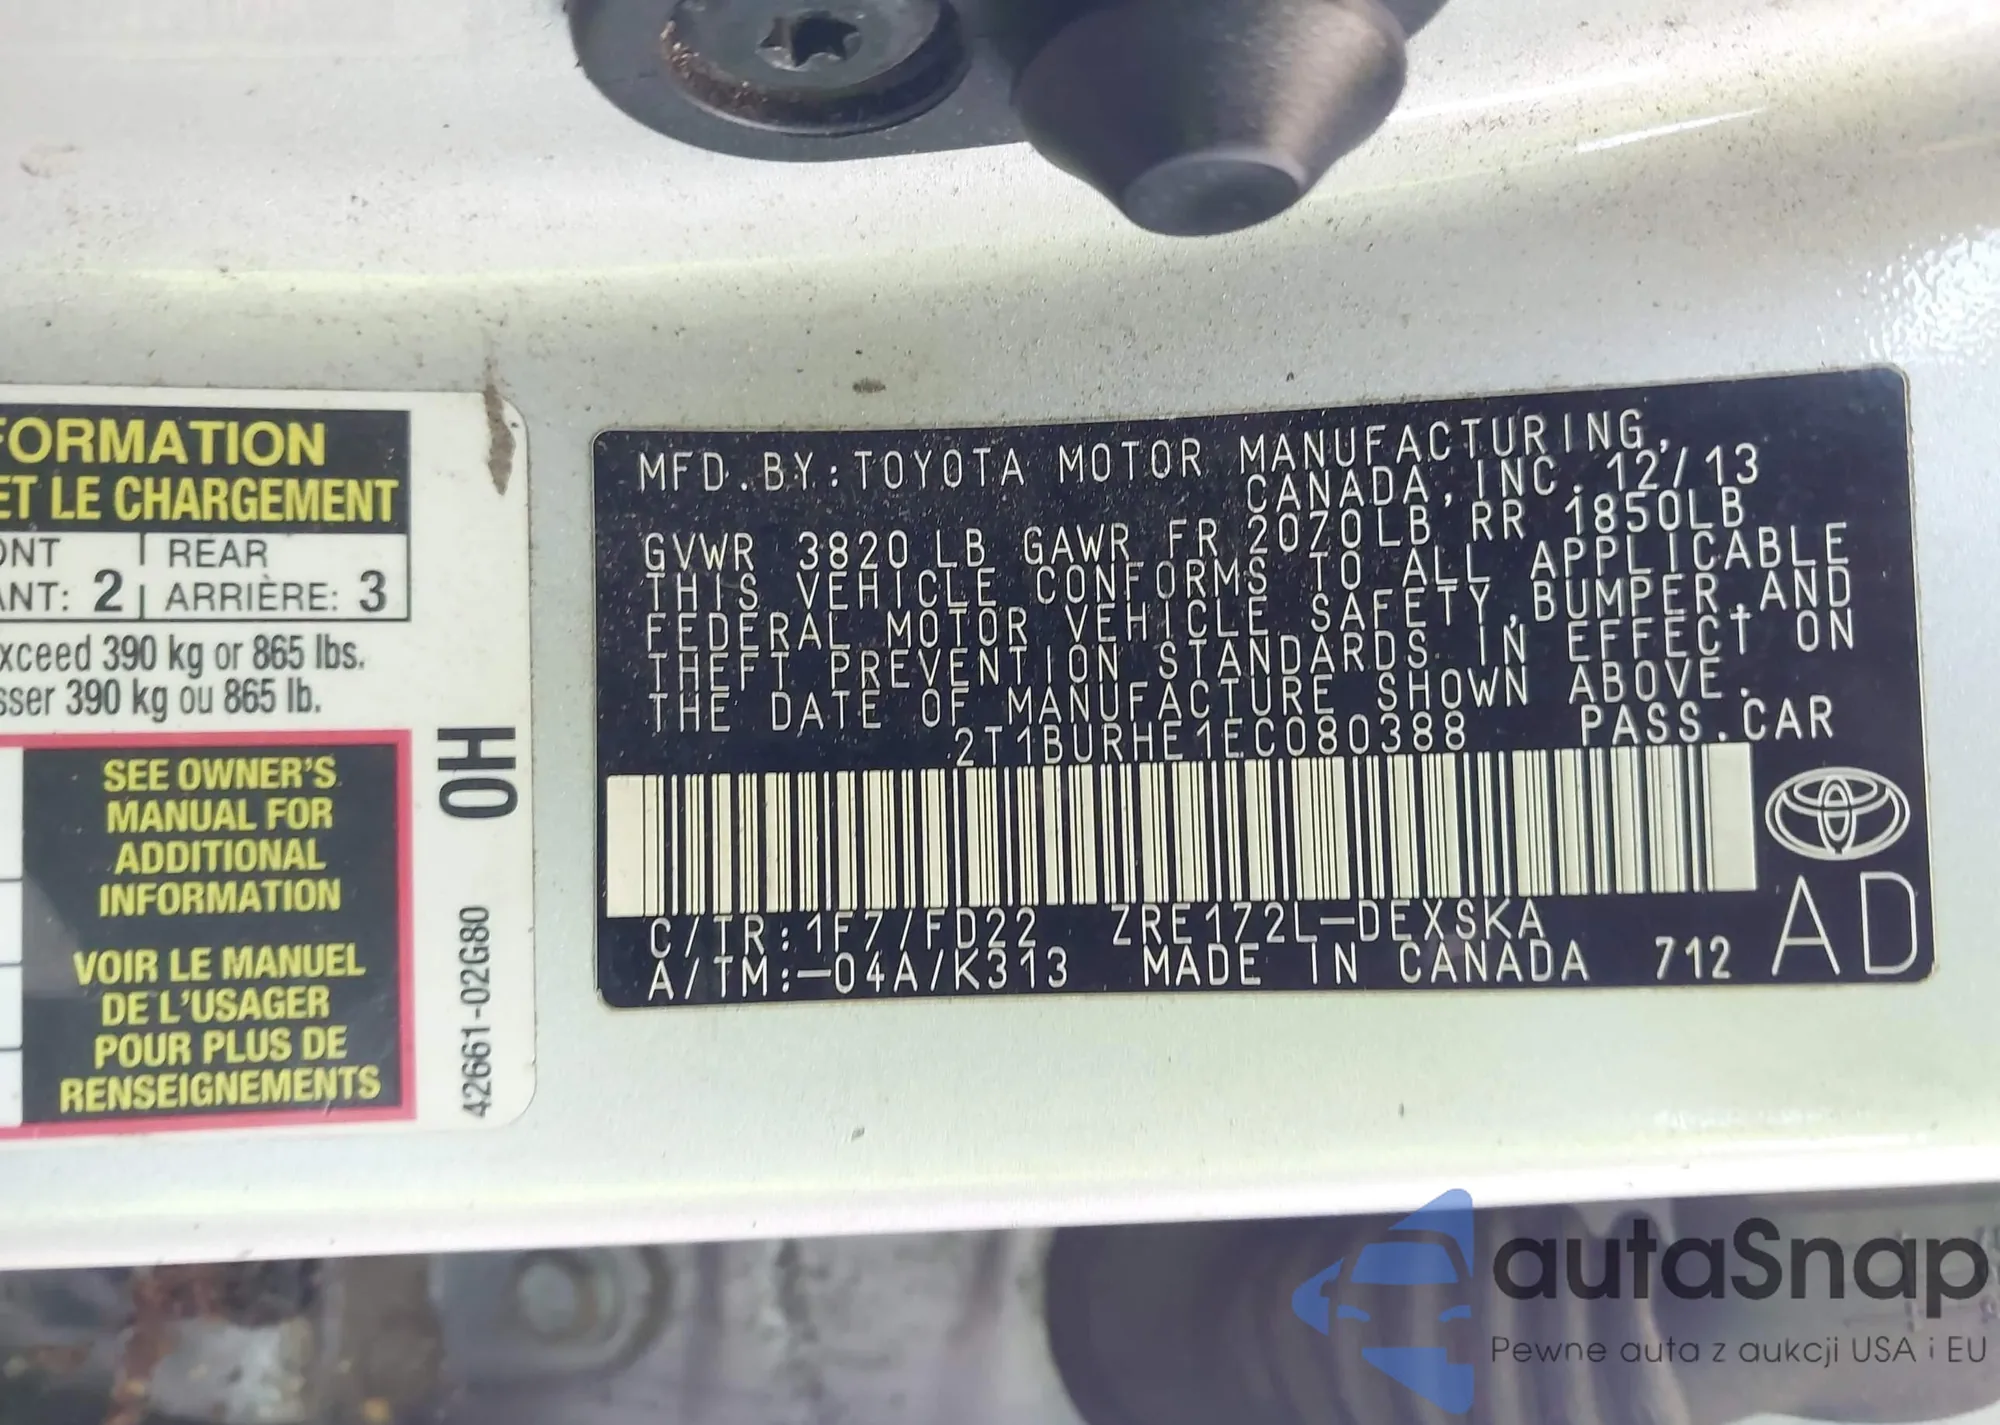 FORMATION
ET LE CHARGEMENT
ONT | REAR
ANT: 2 | ARRIÈRE: 3
xceed 390 kg or 865 lbs.
sser 390 kg ou 865 lb.
SEE OWNER'S
MANUAL FOR
ADDITIONAL
INFORMATION
VOIR LE MANUEL
DE L'USAGER
POUR PLUS DE
RENSEIGNEMENTS
OH
42661-02G80
MFD.BY:TOYOTA MOTOR MANUFACTURING,
CANADA,INC.12/13
GVWR 3820LB GAWR FR 2070LB RR 1850LB
THIS VEHICLE CONFORMS TO ALL APPLICABLE
FEDERAL MOTOR VEHICLE SAFETY,BUMPER,AND
THEFT PREVENTION STANDARDS IN EFFECT ON
THE DATE OF MANUFACTURE SHOWN ABOVE.
2T1BURHE1EC080388 PASS.CAR
C/TR:1F7/FD22 ZRE172L-DEXSKA
A/TM:-04A/K313 MADE IN CANADA 712
AD
autaSnap
Pewne auta z aukcji USA i EU